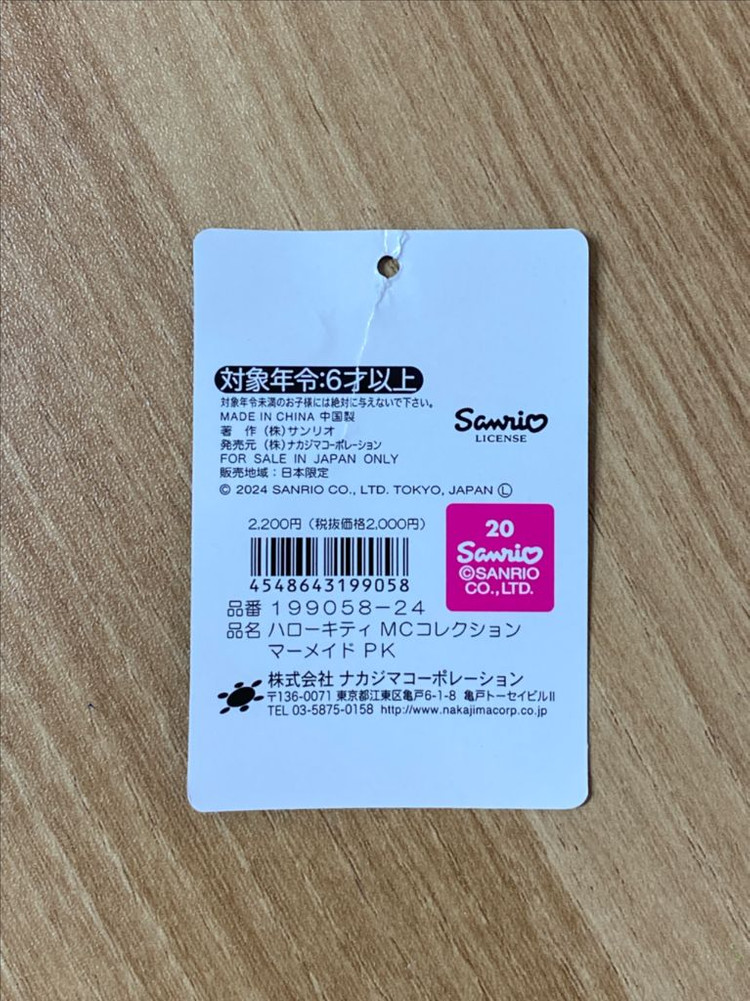 対象年令:6才以上
対象年令未満のお子様には絶対に与えないで下さい。
MADE IN CHINA 中国製
著　作 (株)サンリオ
発売元 (株)ナカジマコーポレーション
FOR SALE IN JAPAN ONLY
販売地域：日本限定
© 2024 SANRIO CO., LTD. TOKYO, JAPAN Ⓛ
Sanrio
LICENSE
2,200円（税抜価格2,000円）
4548643199058
20
Sanrio
©SANRIO
CO.,LTD.
品番 199058-24
品名 ハローキティ MCコレクション
マーメイド PK
株式会社 ナカジマコーポレーション
〒136-0071 東京都江東区亀戸6-1-8 亀戸トーセイビルⅡ
TEL 03-5875-0158 http://www.nakajimacorp.co.jp